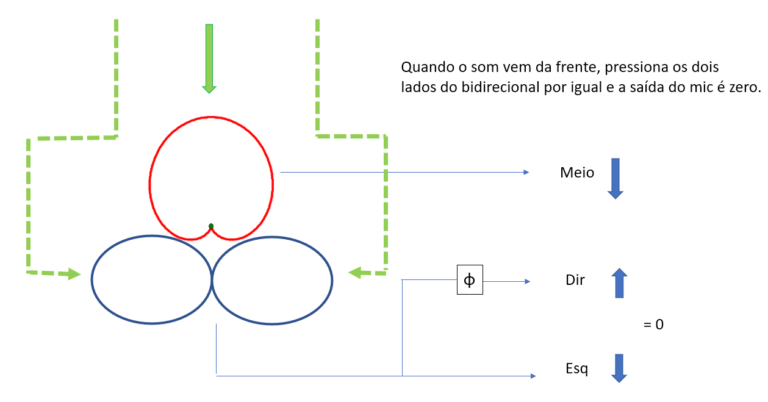 Quando o som vem da frente, pressiona os dois
lados do bidirecional por igual e a saída do mic é zero.
Meio
ϕ
Dir
= 0
Esq